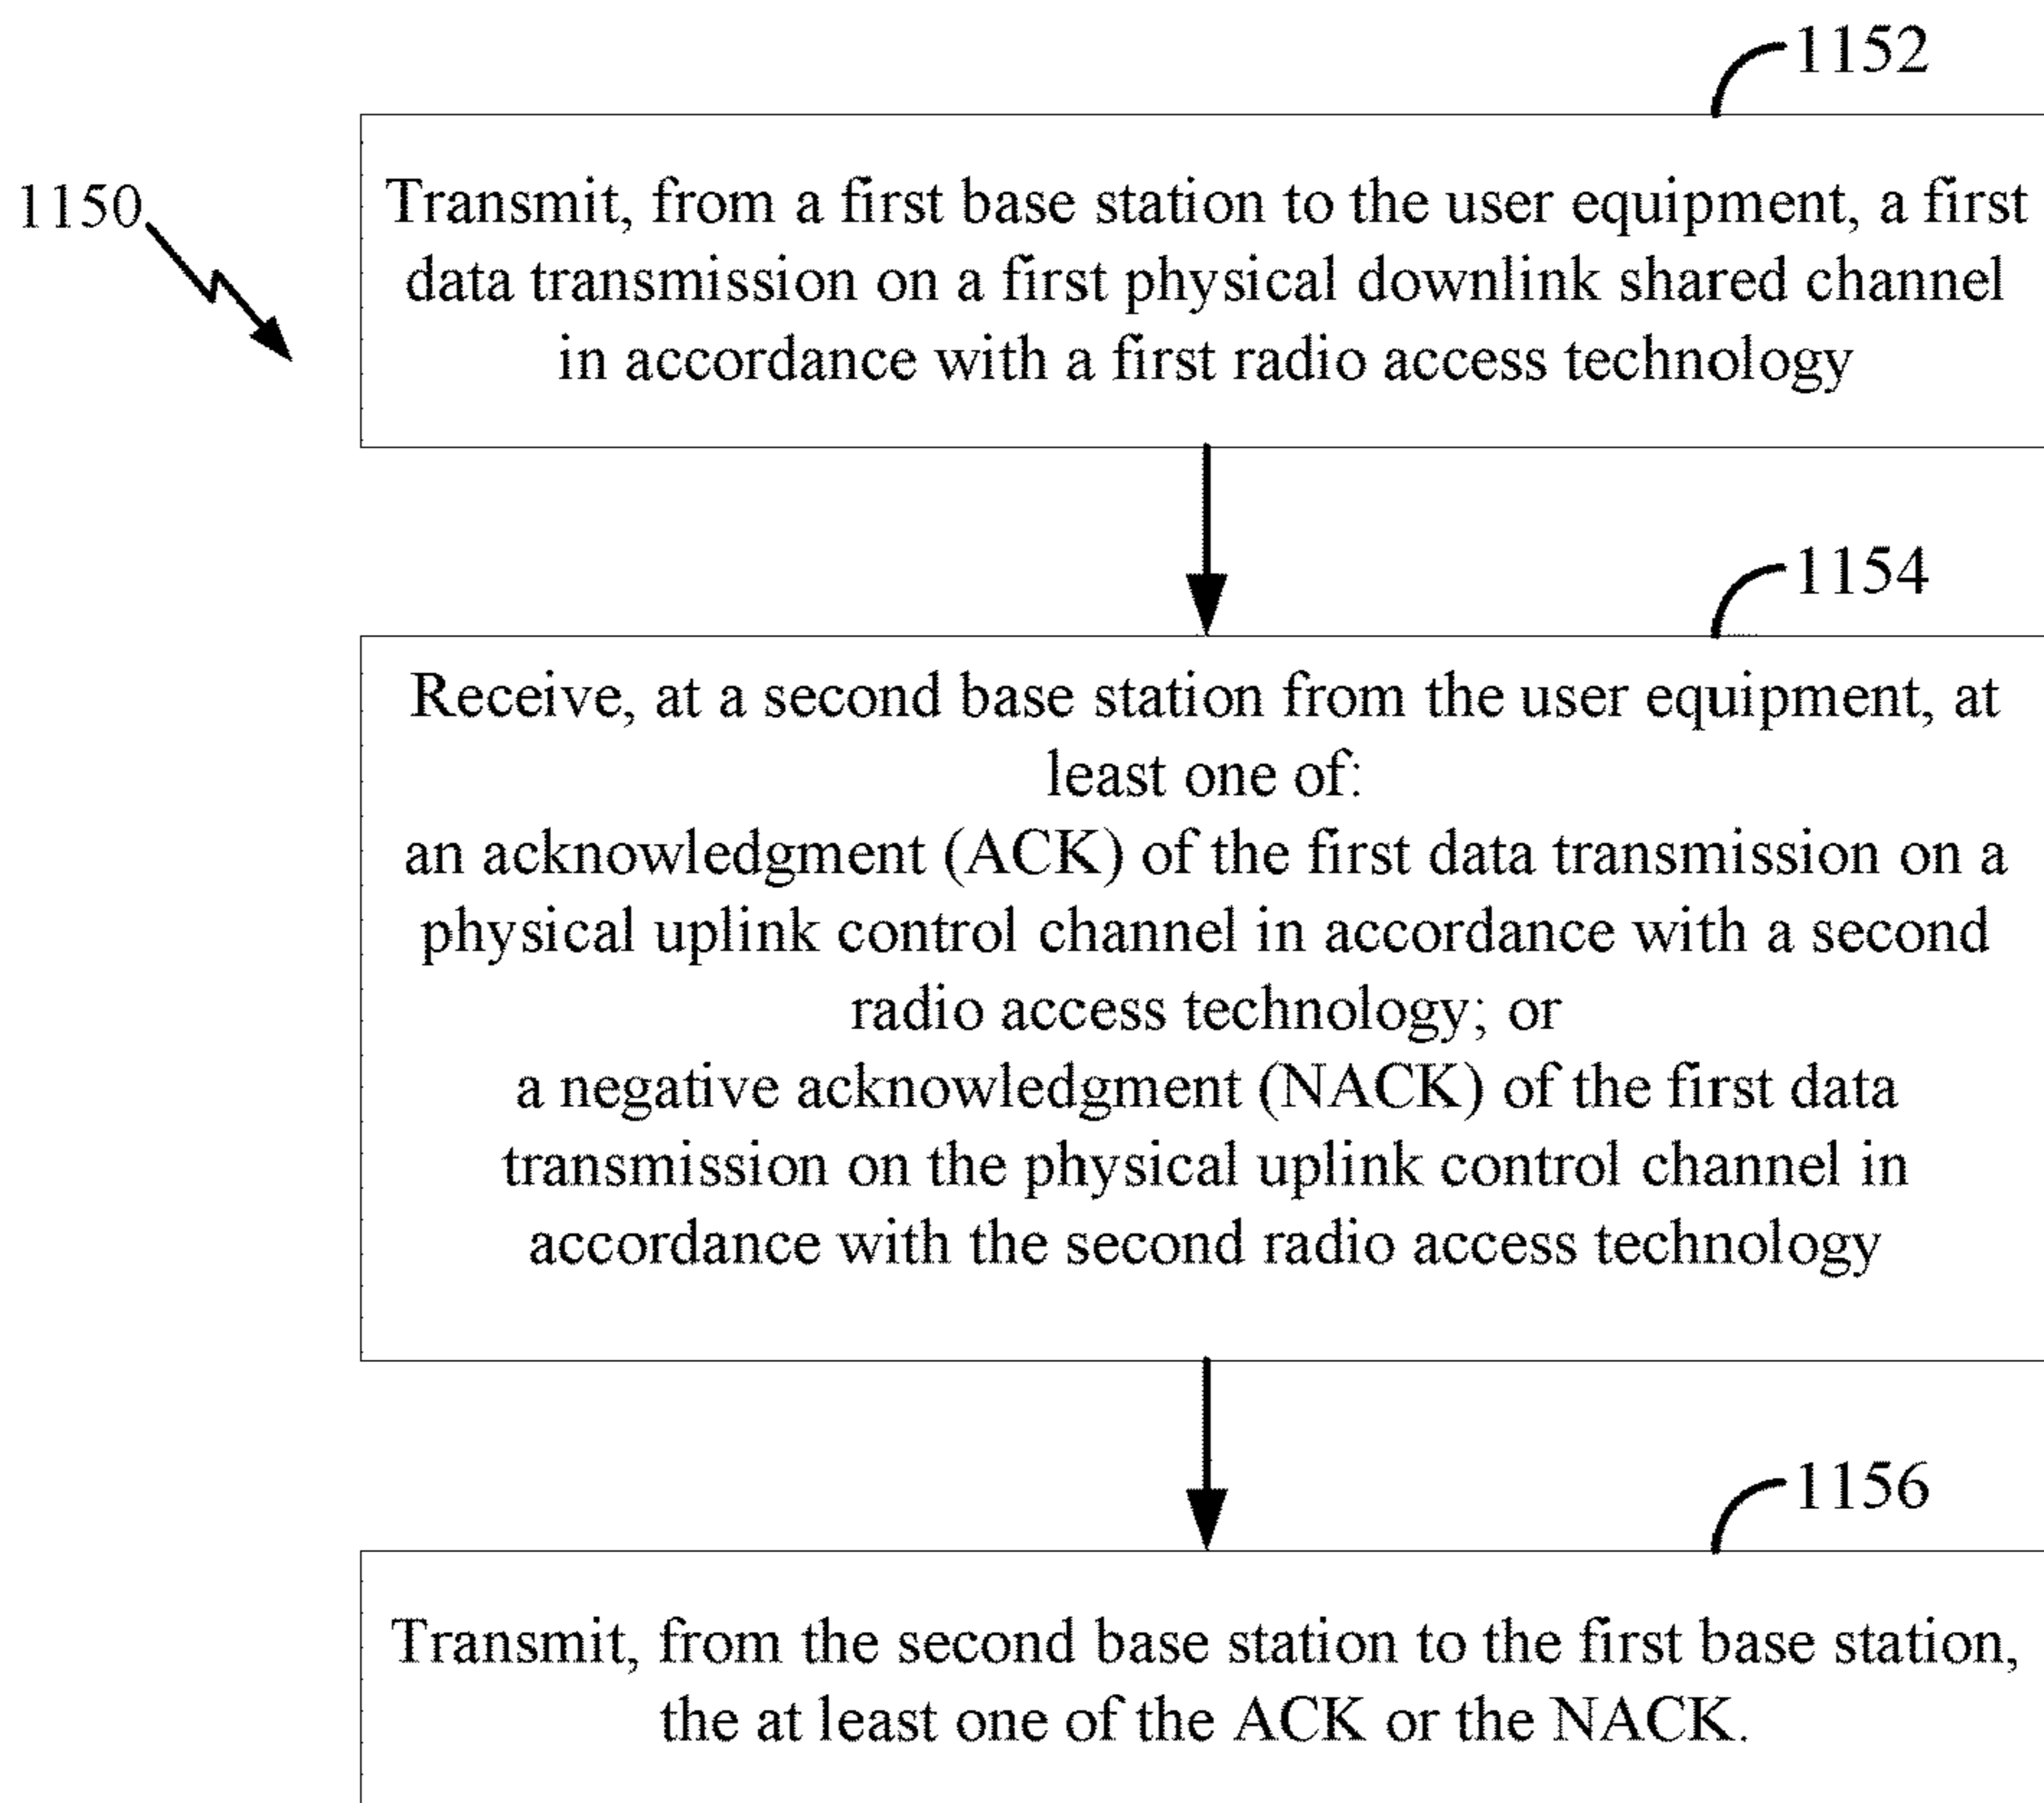 1152
1150
Transmit, from a first base station to the user equipment, a first
data transmission on a first physical downlink shared channel
in accordance with a first radio access technology
1154
Receive, at a second base station from the user equipment, at
least one of:
an acknowledgment (ACK) of the first data transmission on a
physical uplink control channel in accordance with a second
radio access technology; or
a negative acknowledgment (NACK) of the first data
transmission on the physical uplink control channel in
accordance with the second radio access technology
1156
Transmit, from the second base station to the first base station,
the at least one of the ACK or the NACK.